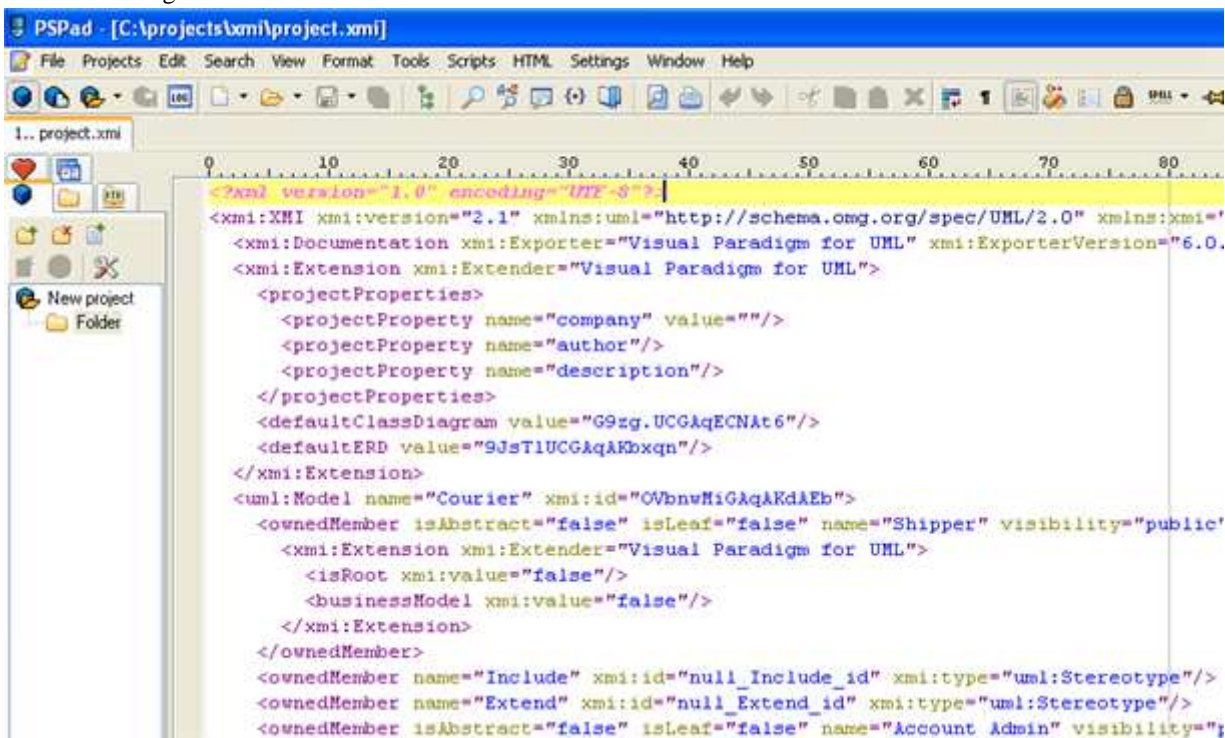 PSPad - [C:\projects\xmi\project.xmi]
File Projects Edit Search View Format Tools Scripts HTML Settings Window Help
1.. project.xmi
0 10 20 30 40 50 60 70 80
<?xml version="1.0" encoding="UTF-8"?>
<xmi:XMI xmi:version="2.1" xmlns:uml="http://schema.omg.org/spec/UML/2.0" xmlns:xmi="
<xmi:Documentation xmi:Exporter="Visual Paradigm for UML" xmi:ExporterVersion="6.0.
<xmi:Extension xmi:Extender="Visual Paradigm for UML">
<projectProperties>
<projectProperty name="company" value=""/>
<projectProperty name="author"/>
<projectProperty name="description"/>
</projectProperties>
<defaultClassDiagram value="G9zg.UCGAqECNAt6"/>
<defaultERD value="9JsTlUCGAqAKbxqn"/>
</xmi:Extension>
<uml:Model name="Courier" xmi:id="OVbnwMiGAqAKdAEb">
<ownedMember isAbstract="false" isLeaf="false" name="Shipper" visibility="public"
<xmi:Extension xmi:Extender="Visual Paradigm for UML">
<isRoot xmi:value="false"/>
<businessModel xmi:value="false"/>
</xmi:Extension>
</ownedMember>
<ownedMember name="Include" xmi:id="null_Include_id" xmi:type="uml:Stereotype"/>
<ownedMember name="Extend" xmi:id="null_Extend_id" xmi:type="uml:Stereotype"/>
<ownedMember isAbstract="false" isLeaf="false" name="Account Admin" visibility="p
New project
Folder